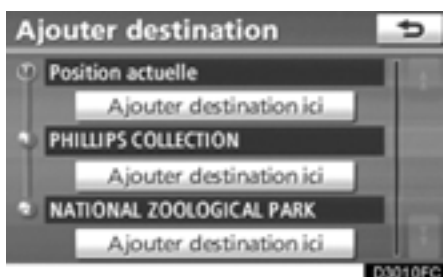 Ajouter destination
Position actuelle
Ajouter destination ici
PHILLIPS COLLECTION
Ajouter destination ici
NATIONAL ZOOLOGICAL PARK
Ajouter destination ici
D3010FC